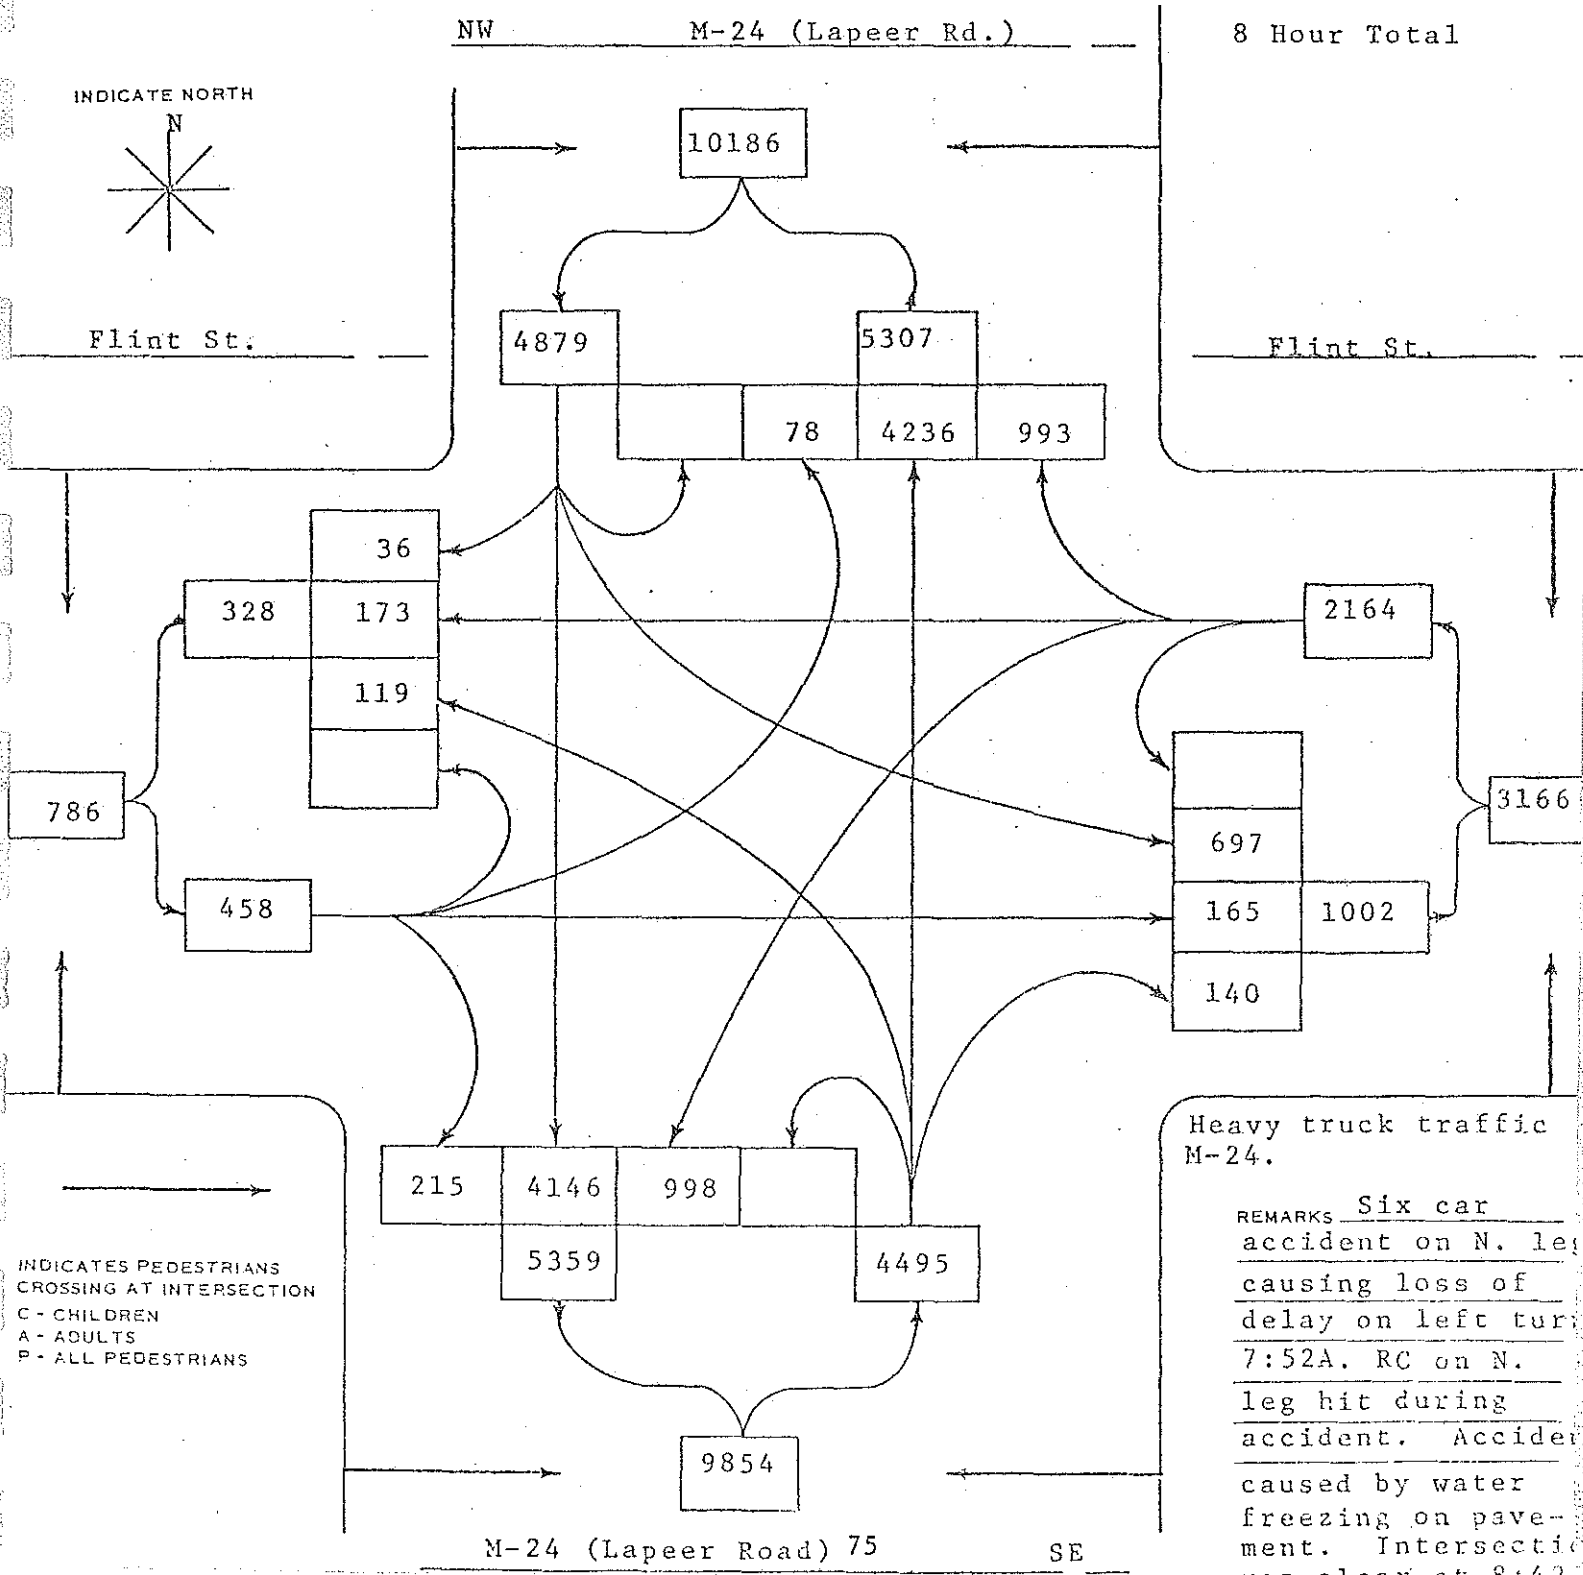 NW M-24 (Lapeer Rd.) 8 Hour Total
INDICATE NORTH
N
10186
Flint St. 4879 5307 Flint St.
78 4236 993
36
328 173 2164
119
786 3166
697
458 165 1002
140
Heavy truck traffic
M-24.
215 4146 998
5359 4495
REMARKS Six car
accident on N.
causing loss of
delay on left
7:52A. RC on N.
leg hit during
accident.
caused by water
freezing on pave-
ment.
INDICATES PEDESTRIANS
CROSSING AT INTERSECTION
C - CHILDREN
A - ADULTS
P - ALL PEDESTRIANS
9854
M-24 (Lapeer Road) 75 SE